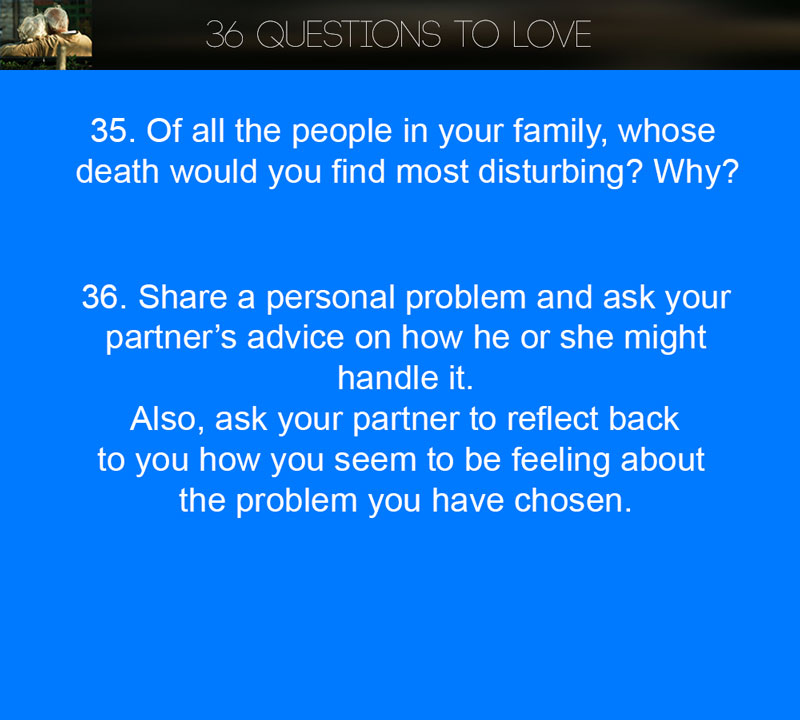 36 QUESTIONS TO LOVE
35. Of all the people in your family, whose
death would you find most disturbing? Why?
36. Share a personal problem and ask your
partner’s advice on how he or she might
handle it.
Also, ask your partner to reflect back
to you how you seem to be feeling about
the problem you have chosen.